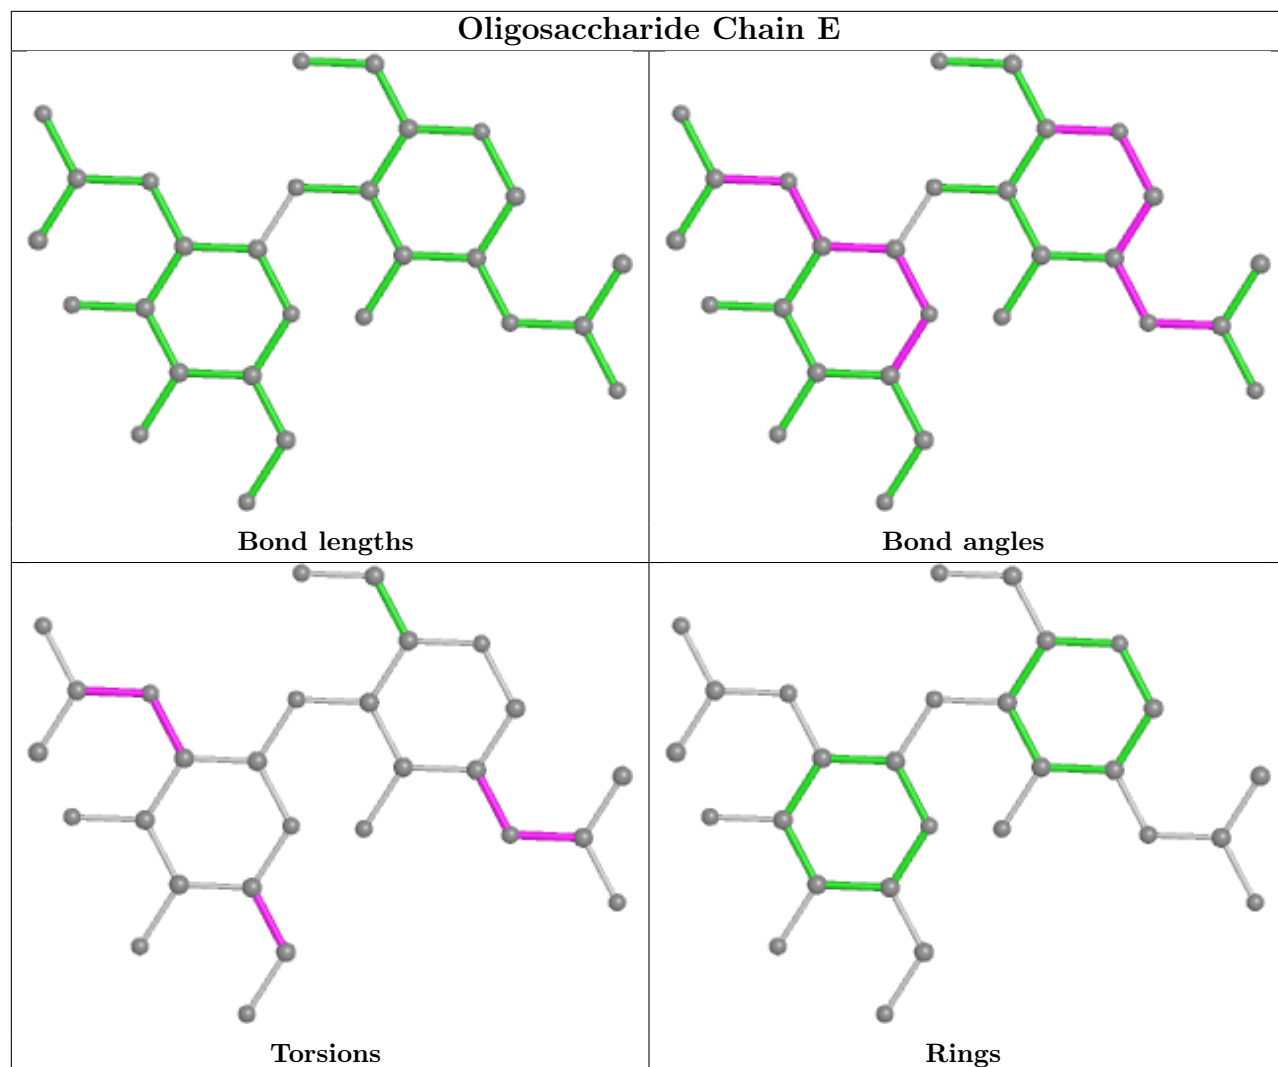 Oligosaccharide Chain E
Bond lengths
Bond angles
Torsions
Rings